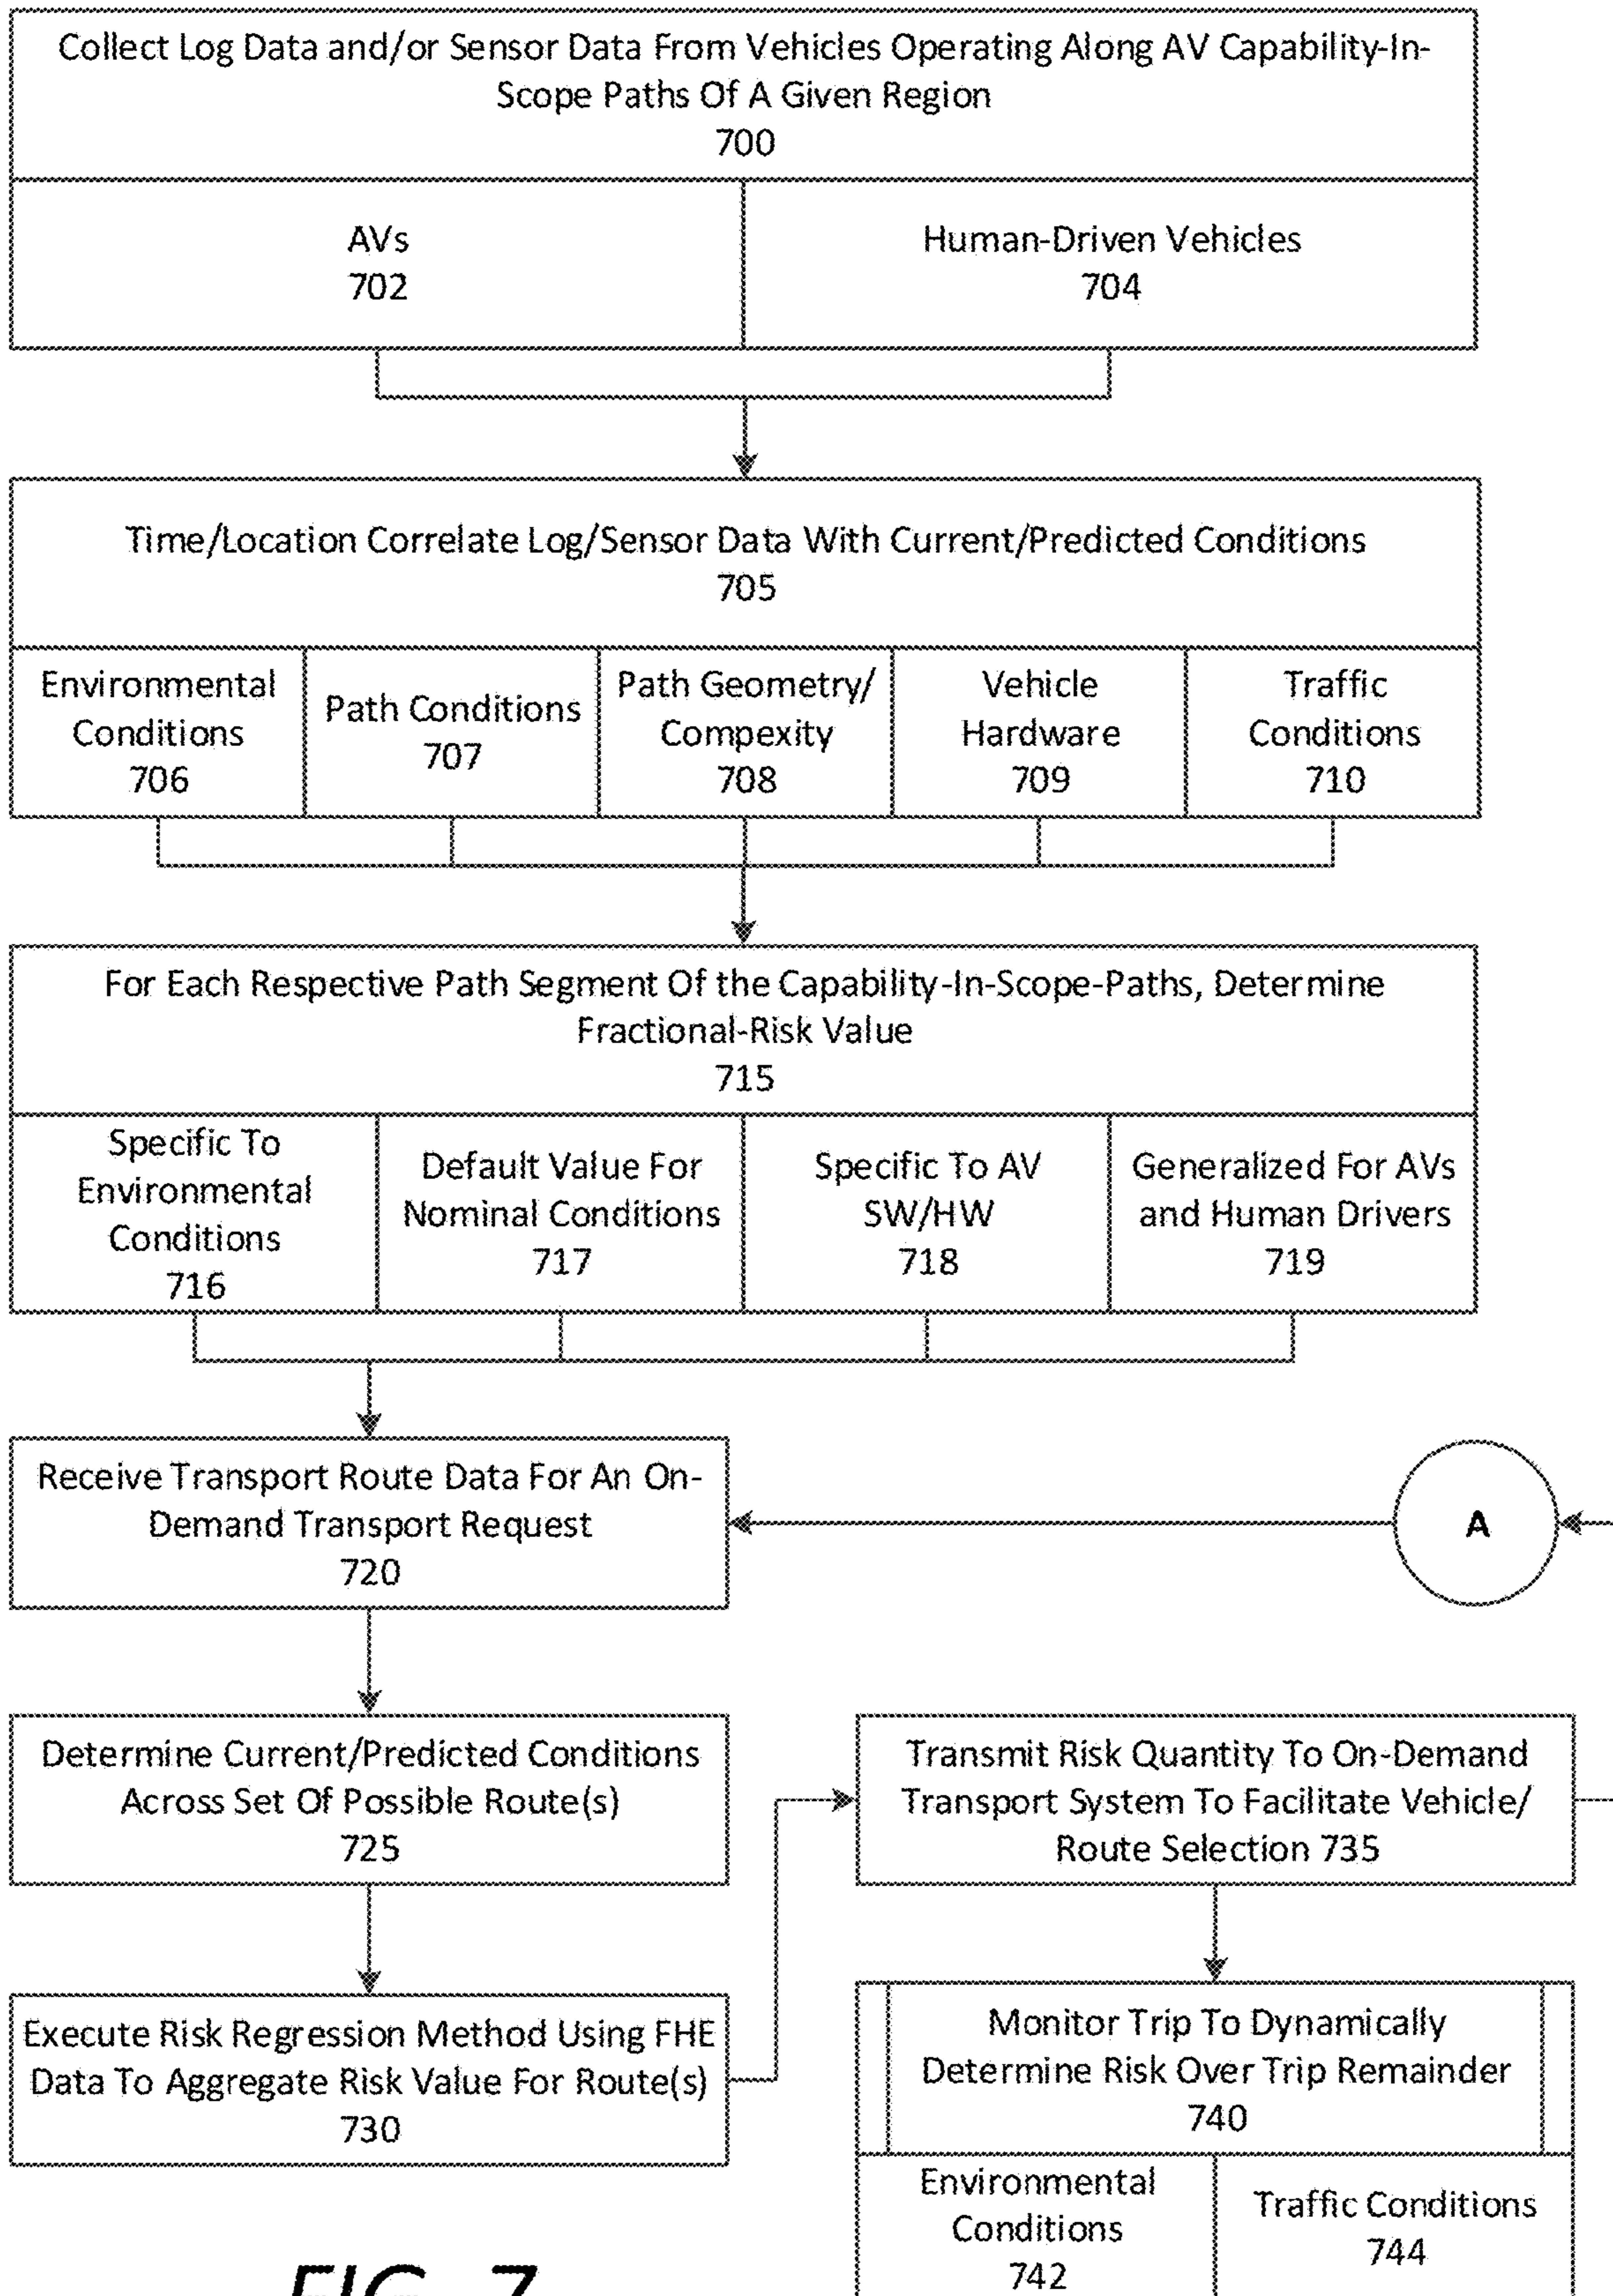 Collect Log Data and/or Sensor Data From Vehicles Operating Along AV Capability-In-
Scope Paths Of A Given Region
700
AVs
702
Human-Driven Vehicles
704
Time/Location Correlate Log/Sensor Data With Current/Predicted Conditions
705
Environmental
Conditions
706
Path Conditions
707
Path Geometry/
Compexity
708
Vehicle
Hardware
709
Traffic
Conditions
710
For Each Respective Path Segment Of the Capability-In-Scope-Paths, Determine
Fractional-Risk Value
715
Specific To
Environmental
Conditions
716
Default Value For
Nominal Conditions
717
Specific To AV
SW/HW
718
Generalized For AVs
and Human Drivers
719
Receive Transport Route Data For An On-
Demand Transport Request
720
A
Determine Current/Predicted Conditions
Across Set Of Possible Route(s)
725
Execute Risk Regression Method Using FHE
Data To Aggregate Risk Value For Route(s)
730
Transmit Risk Quantity To On-Demand
Transport System To Facilitate Vehicle/
Route Selection 735
Monitor Trip To Dynamically
Determine Risk Over Trip Remainder
740
Environmental
Conditions
742
Traffic Conditions
744
FIG. 7